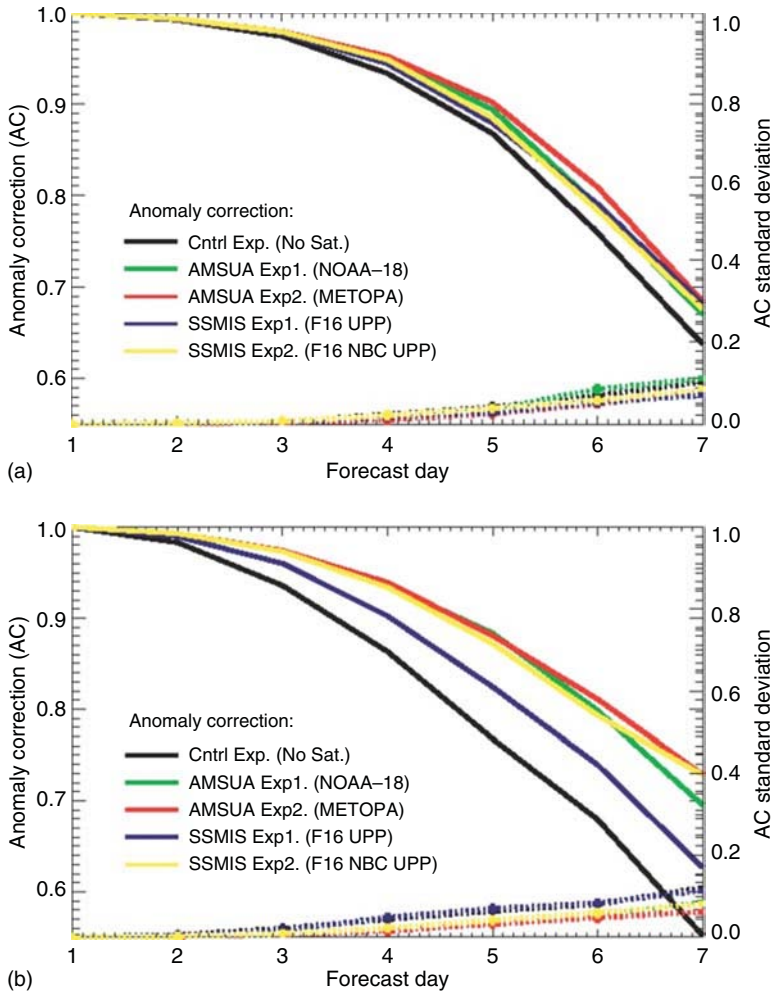 1.0
0.9
0.8
0.7
0.6
Anomaly correction (AC)
1.0
0.8
0.6
0.4
0.2
0.0
AC standard deviation
Anomaly correction:
Cntrl Exp. (No Sat.)
AMSUA Exp1. (NOAA–18)
AMSUA Exp2. (METOPA)
SSMIS Exp1. (F16 UPP)
SSMIS Exp2. (F16 NBC UPP)
1 2 3 4 5 6 7
(a)
Forecast day
1.0
0.9
0.8
0.7
0.6
Anomaly correction (AC)
1.0
0.8
0.6
0.4
0.2
0.0
AC standard deviation
Anomaly correction:
Cntrl Exp. (No Sat.)
AMSUA Exp1. (NOAA–18)
AMSUA Exp2. (METOPA)
SSMIS Exp1. (F16 UPP)
SSMIS Exp2. (F16 NBC UPP)
1 2 3 4 5 6 7
(b)
Forecast day